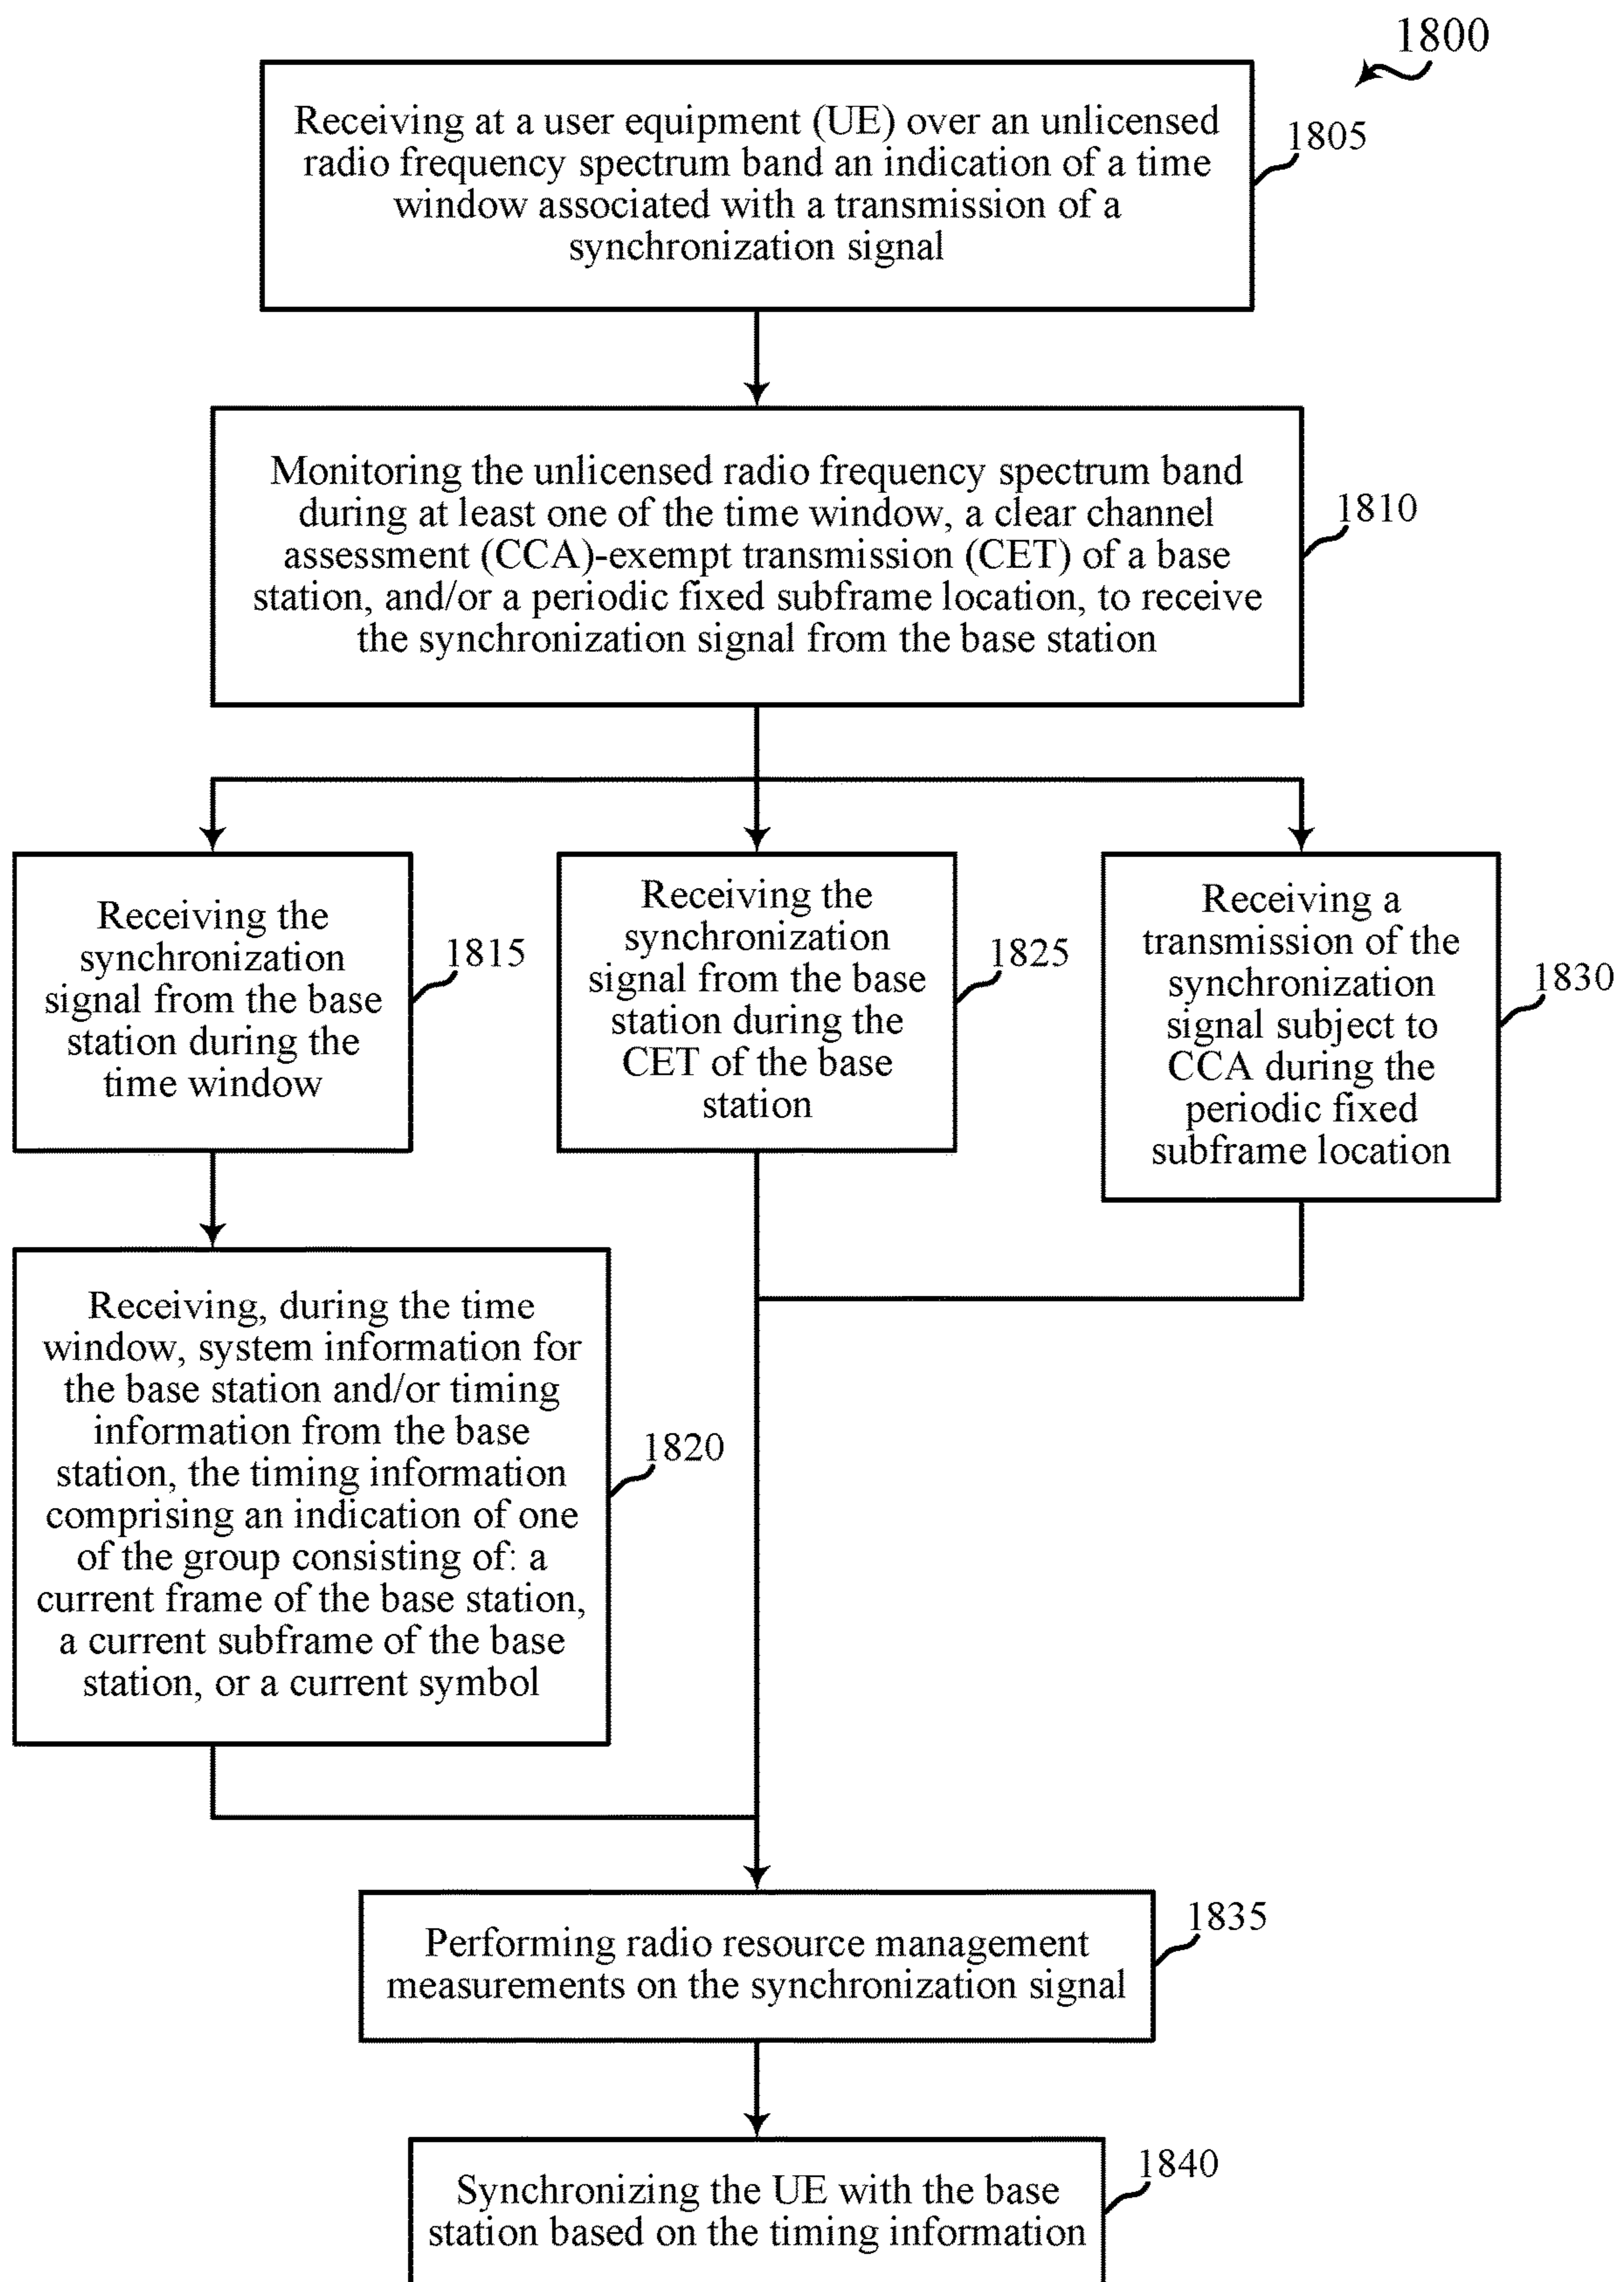 1800
Receiving at a user equipment (UE) over an unlicensed
radio frequency spectrum band an indication of a time
window associated with a transmission of a
synchronization signal
1805
Monitoring the unlicensed radio frequency spectrum band
during at least one of the time window, a clear channel
assessment (CCA)-exempt transmission (CET) of a base
station, and/or a periodic fixed subframe location, to receive
the synchronization signal from the base station
1810
Receiving the
synchronization
signal from the base
station during the
time window
1815
Receiving the
synchronization
signal from the base
station during the
CET of the base
station
1825
Receiving a
transmission of the
synchronization
signal subject to
CCA during the
periodic fixed
subframe location
1830
Receiving, during the time
window, system information for
the base station and/or timing
information from the base
station, the timing information
comprising an indication of one
of the group consisting of: a
current frame of the base station,
a current subframe of the base
station, or a current symbol
1820
Performing radio resource management
measurements on the synchronization signal
1835
Synchronizing the UE with the base
station based on the timing information
1840